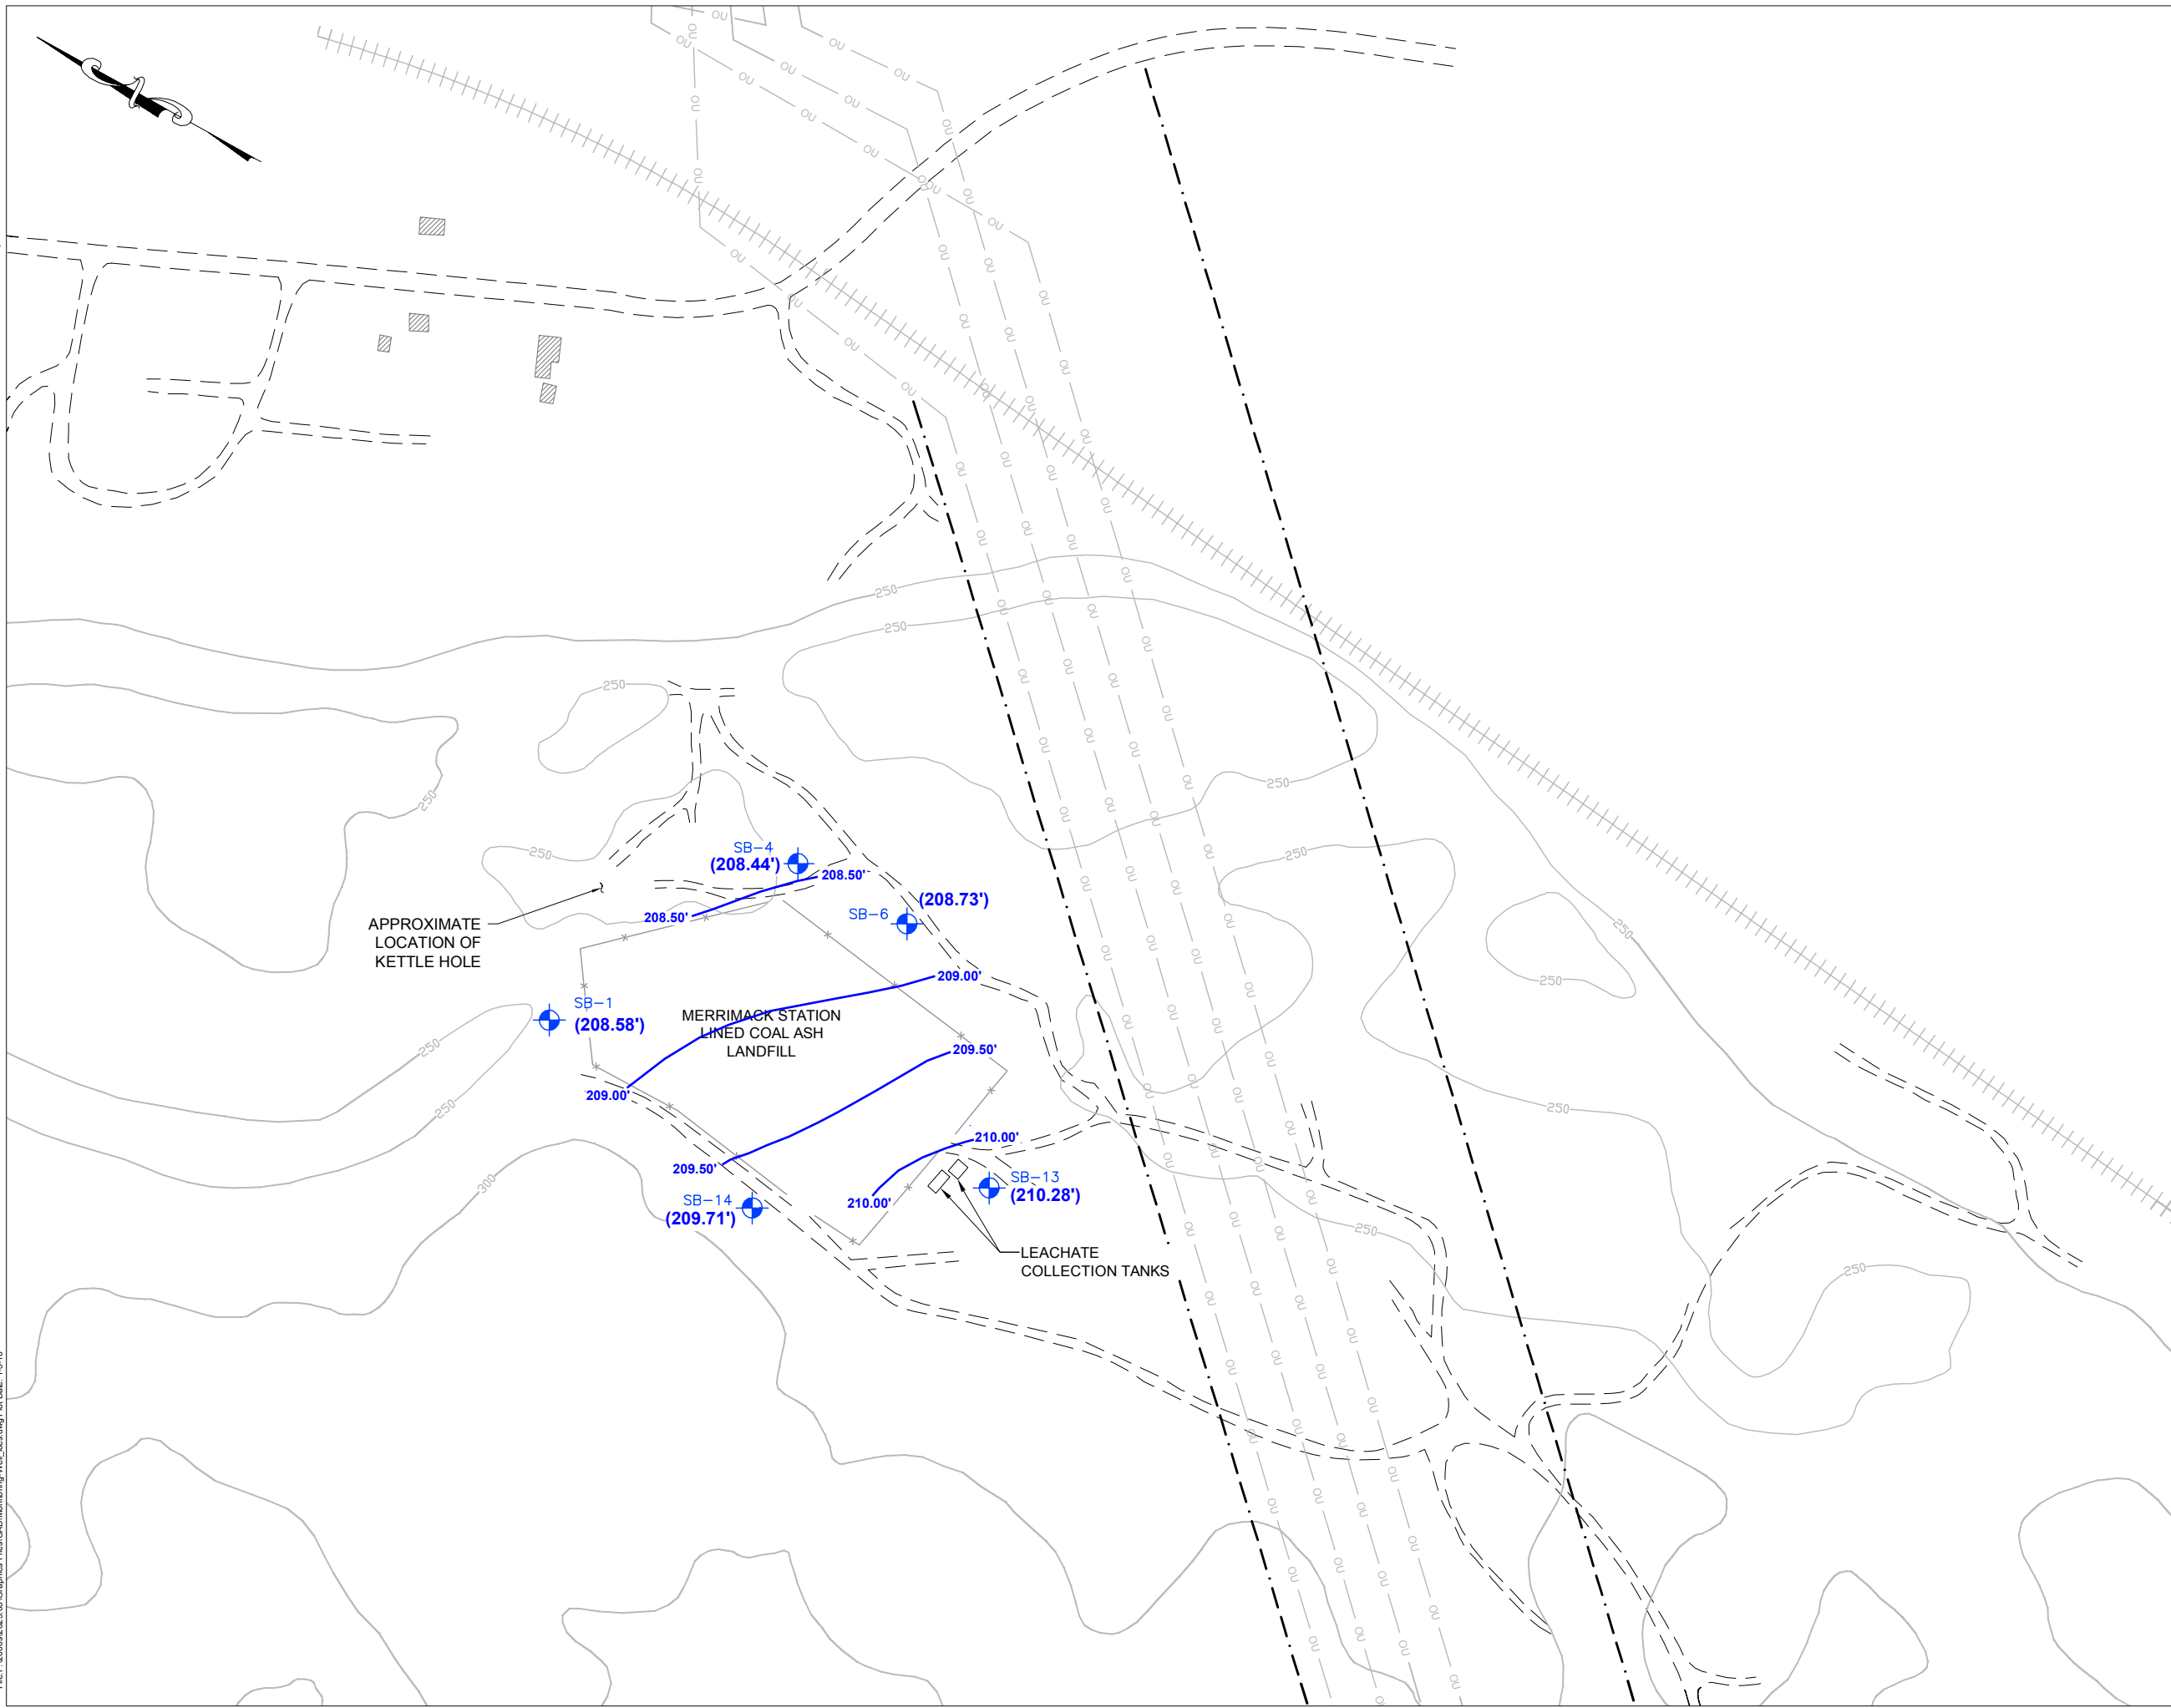 SB-4
(208.44')
208.50'
(208.73')
SB-6
208.50'
APPROXIMATE
LOCATION OF
KETTLE HOLE
209.00'
SB-1
(208.58')
MERRIMACK STATION
LINED COAL ASH
LANDFILL
209.50'
209.00'
210.00'
209.50'
SB-13
(210.28')
SB-14
(209.71')
210.00'
LEACHATE
COLLECTION TANKS
250
250
250
250
250
250
250
250
250
250
250
250
300
250
250
OU